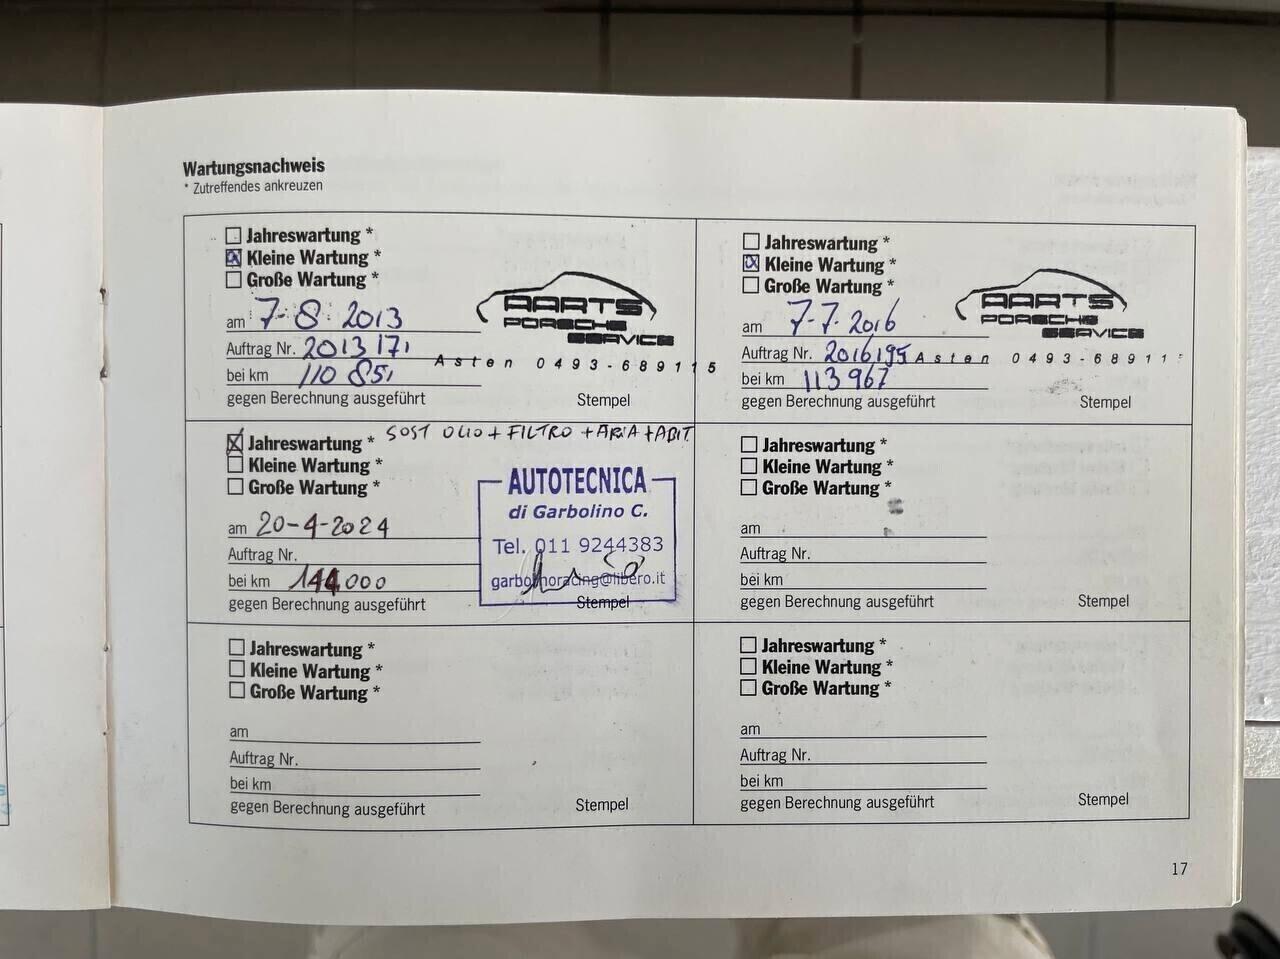 Wartungsnachweis
* Zutreffendes ankreuzen
Jahreswartung *
Kleine Wartung *
Große Wartung *
am 7-8-2013
Auftrag Nr. 2013171
bei km 110 851
gegen Berechnung ausgeführt
AARTS
PORSCHE
SERVICE
Asten 0493-689115
Stempel
Jahreswartung *
Kleine Wartung *
Große Wartung *
am 7-7-2016
Auftrag Nr. 2016195
bei km 113967
gegen Berechnung ausgeführt
AARTS
PORSCHE
SERVICE
Asten 0493-68911
Stempel
Jahreswartung * SOST OLIO + FILTRO + ARIA + ABIT
Kleine Wartung *
Große Wartung *
am 20-4-2024
Auftrag Nr.
bei km 144000
gegen Berechnung ausgeführt
AUTOTECNICA
di Garbolino C.
Tel. 011 9244383
garbolinoracing@libero.it
Stempel
Jahreswartung *
Kleine Wartung *
Große Wartung *
am
Auftrag Nr.
bei km
gegen Berechnung ausgeführt
Stempel
Jahreswartung *
Kleine Wartung *
Große Wartung *
am
Auftrag Nr.
bei km
gegen Berechnung ausgeführt
Stempel
Jahreswartung *
Kleine Wartung *
Große Wartung *
am
Auftrag Nr.
bei km
gegen Berechnung ausgeführt
Stempel
17